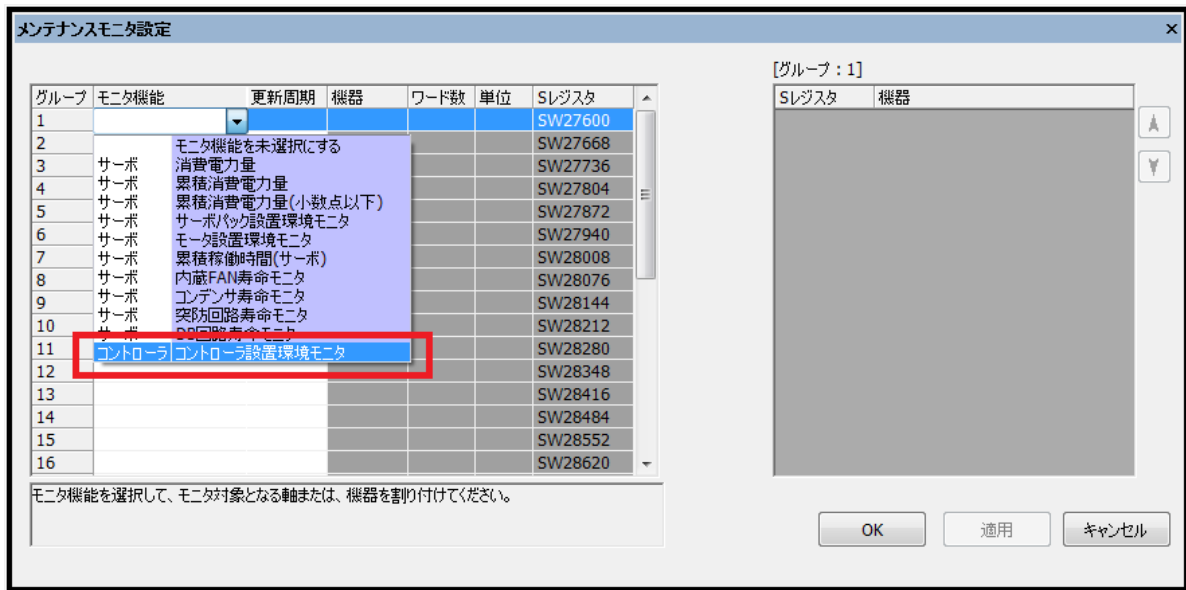 メンテナンスモニタ設定
[グループ : 1]
グループ モニタ機能 更新周期 機器 ワード数 単位 Sレジスタ
Sレジスタ 機器
1 SW27600
モニタ機能を未選択にする
2 SW27668
サーボ 消費電力量
3 SW27736
サーボ 累積消費電力量
4 SW27804
サーボ 累積消費電力量(小数点以下)
5 SW27872
サーボ サーボパック設置環境モニタ
6 SW27940
サーボ モータ設置環境モニタ
7 SW28008
サーボ 累積稼働時間(サーボ)
8 SW28076
サーボ 内蔵FAN寿命モニタ
サーボ コンデンサ寿命モニタ
9 SW28144
サーボ 突防回路寿命モニタ
10 SW28212
サーボ DB回路寿命モニタ
11 SW28280
コントローラ コントローラ設置環境モニタ
12 SW28348
13 SW28416
14 SW28484
15 SW28552
16 SW28620
モニタ機能を選択して、モニタ対象となる軸または、機器を割り付けてください。
OK 適用 キャンセル